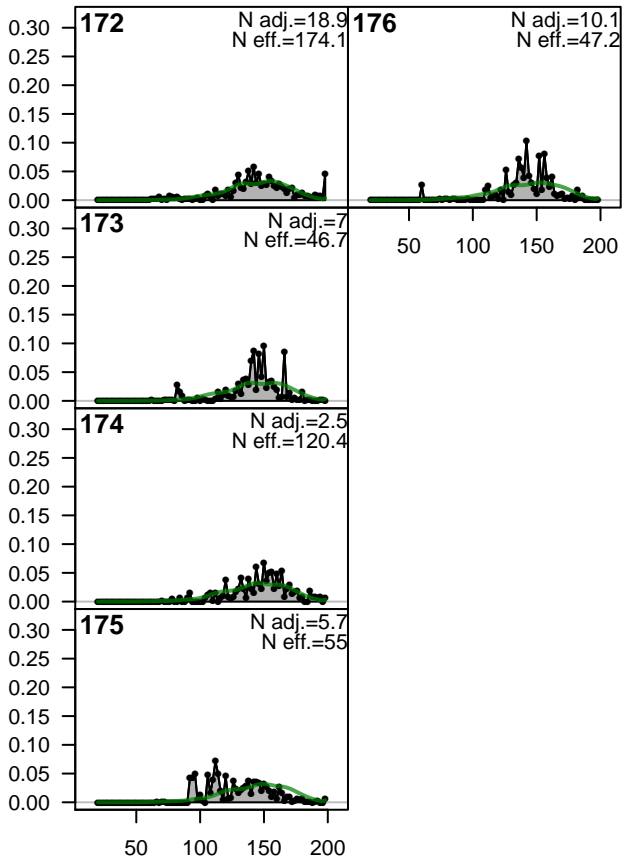 172
N adj.=18.9
N eff.=174.1
0.30
0.25
0.20
0.15
0.10
0.05
0.00
176
N adj.=10.1
N eff.=47.2
50 100 150 200
173
N adj.=7
N eff.=46.7
0.30
0.25
0.20
0.15
0.10
0.05
0.00
174
N adj.=2.5
N eff.=120.4
0.30
0.25
0.20
0.15
0.10
0.05
0.00
175
N adj.=5.7
N eff.=55
0.30
0.25
0.20
0.15
0.10
0.05
0.00
50 100 150 200